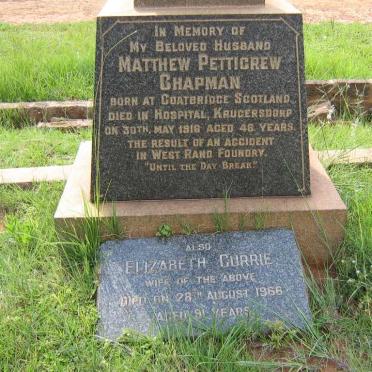 IN MEMORY OF
MY BELOVED HUSBAND
MATTHEW PETTIGREW
CHAPMAN
BORN AT COATBRIDGE SCOTLAND.
DIED IN HOSPITAL, KRUGERSDORP
ON 30TH. MAY 1916 AGED 46 YEARS.
THE RESULT OF AN ACCIDENT
IN WEST RAND FOUNDRY.
"UNTIL THE DAY BREAK."
ALSO
ELIZABETH CURRIE
WIFE OF THE ABOVE
DIED ON 28TH AUGUST 1966
AGED 91 YEARS